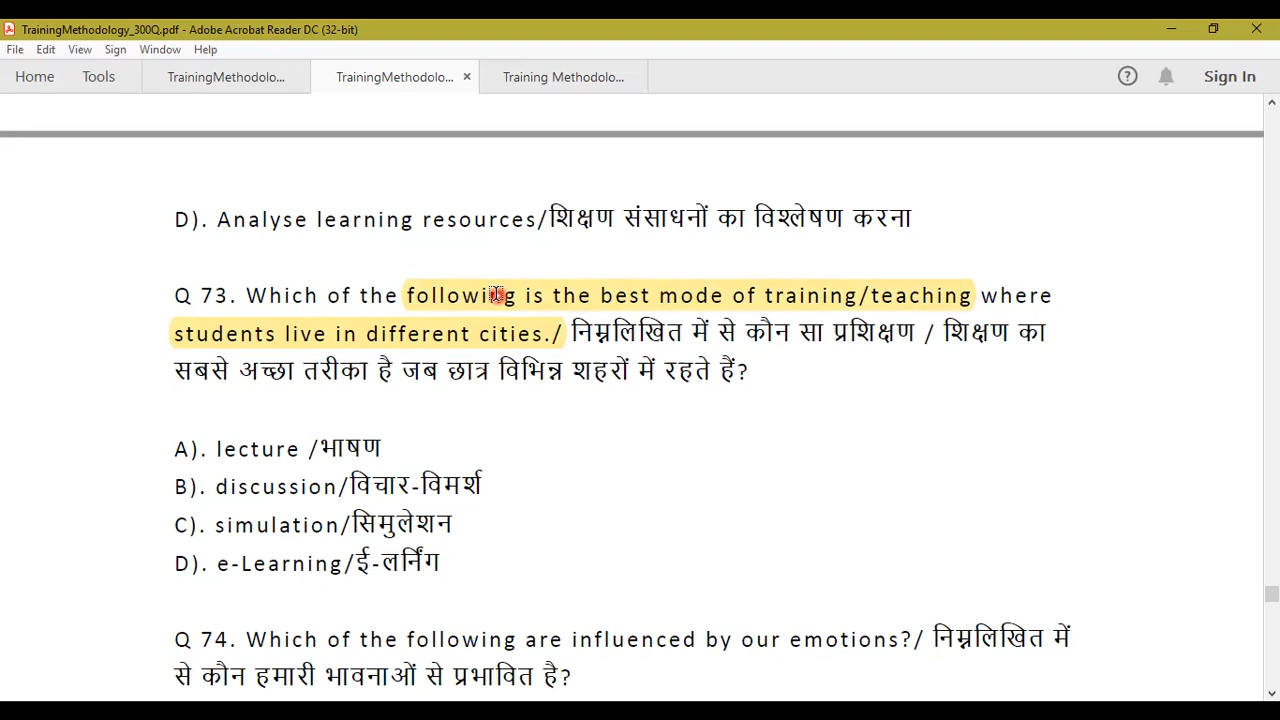 TrainingMethodology_300Q.pdf - Adobe Acrobat Reader DC (32-bit)
File Edit View Sign Window Help
Home Tools TrainingMethodolo... TrainingMethodolo... × Training Methodolo... ? Sign In
D). Analyse learning resources/शिक्षण संसाधनों का विश्लेषण करना
Q 73. Which of the following is the best mode of training/teaching where
students live in different cities./ निम्नलिखित में से कौन सा प्रशिक्षण / शिक्षण का
सबसे अच्छा तरीका है जब छात्र विभिन्न शहरों में रहते हैं?
A). lecture /भाषण
B). discussion/विचार-विमर्श
C). simulation/सिमुलेशन
D). e-Learning/ई-लर्निंग
Q 74. Which of the following are influenced by our emotions?/ निम्नलिखित में
से कौन हमारी भावनाओं से प्रभावित है?